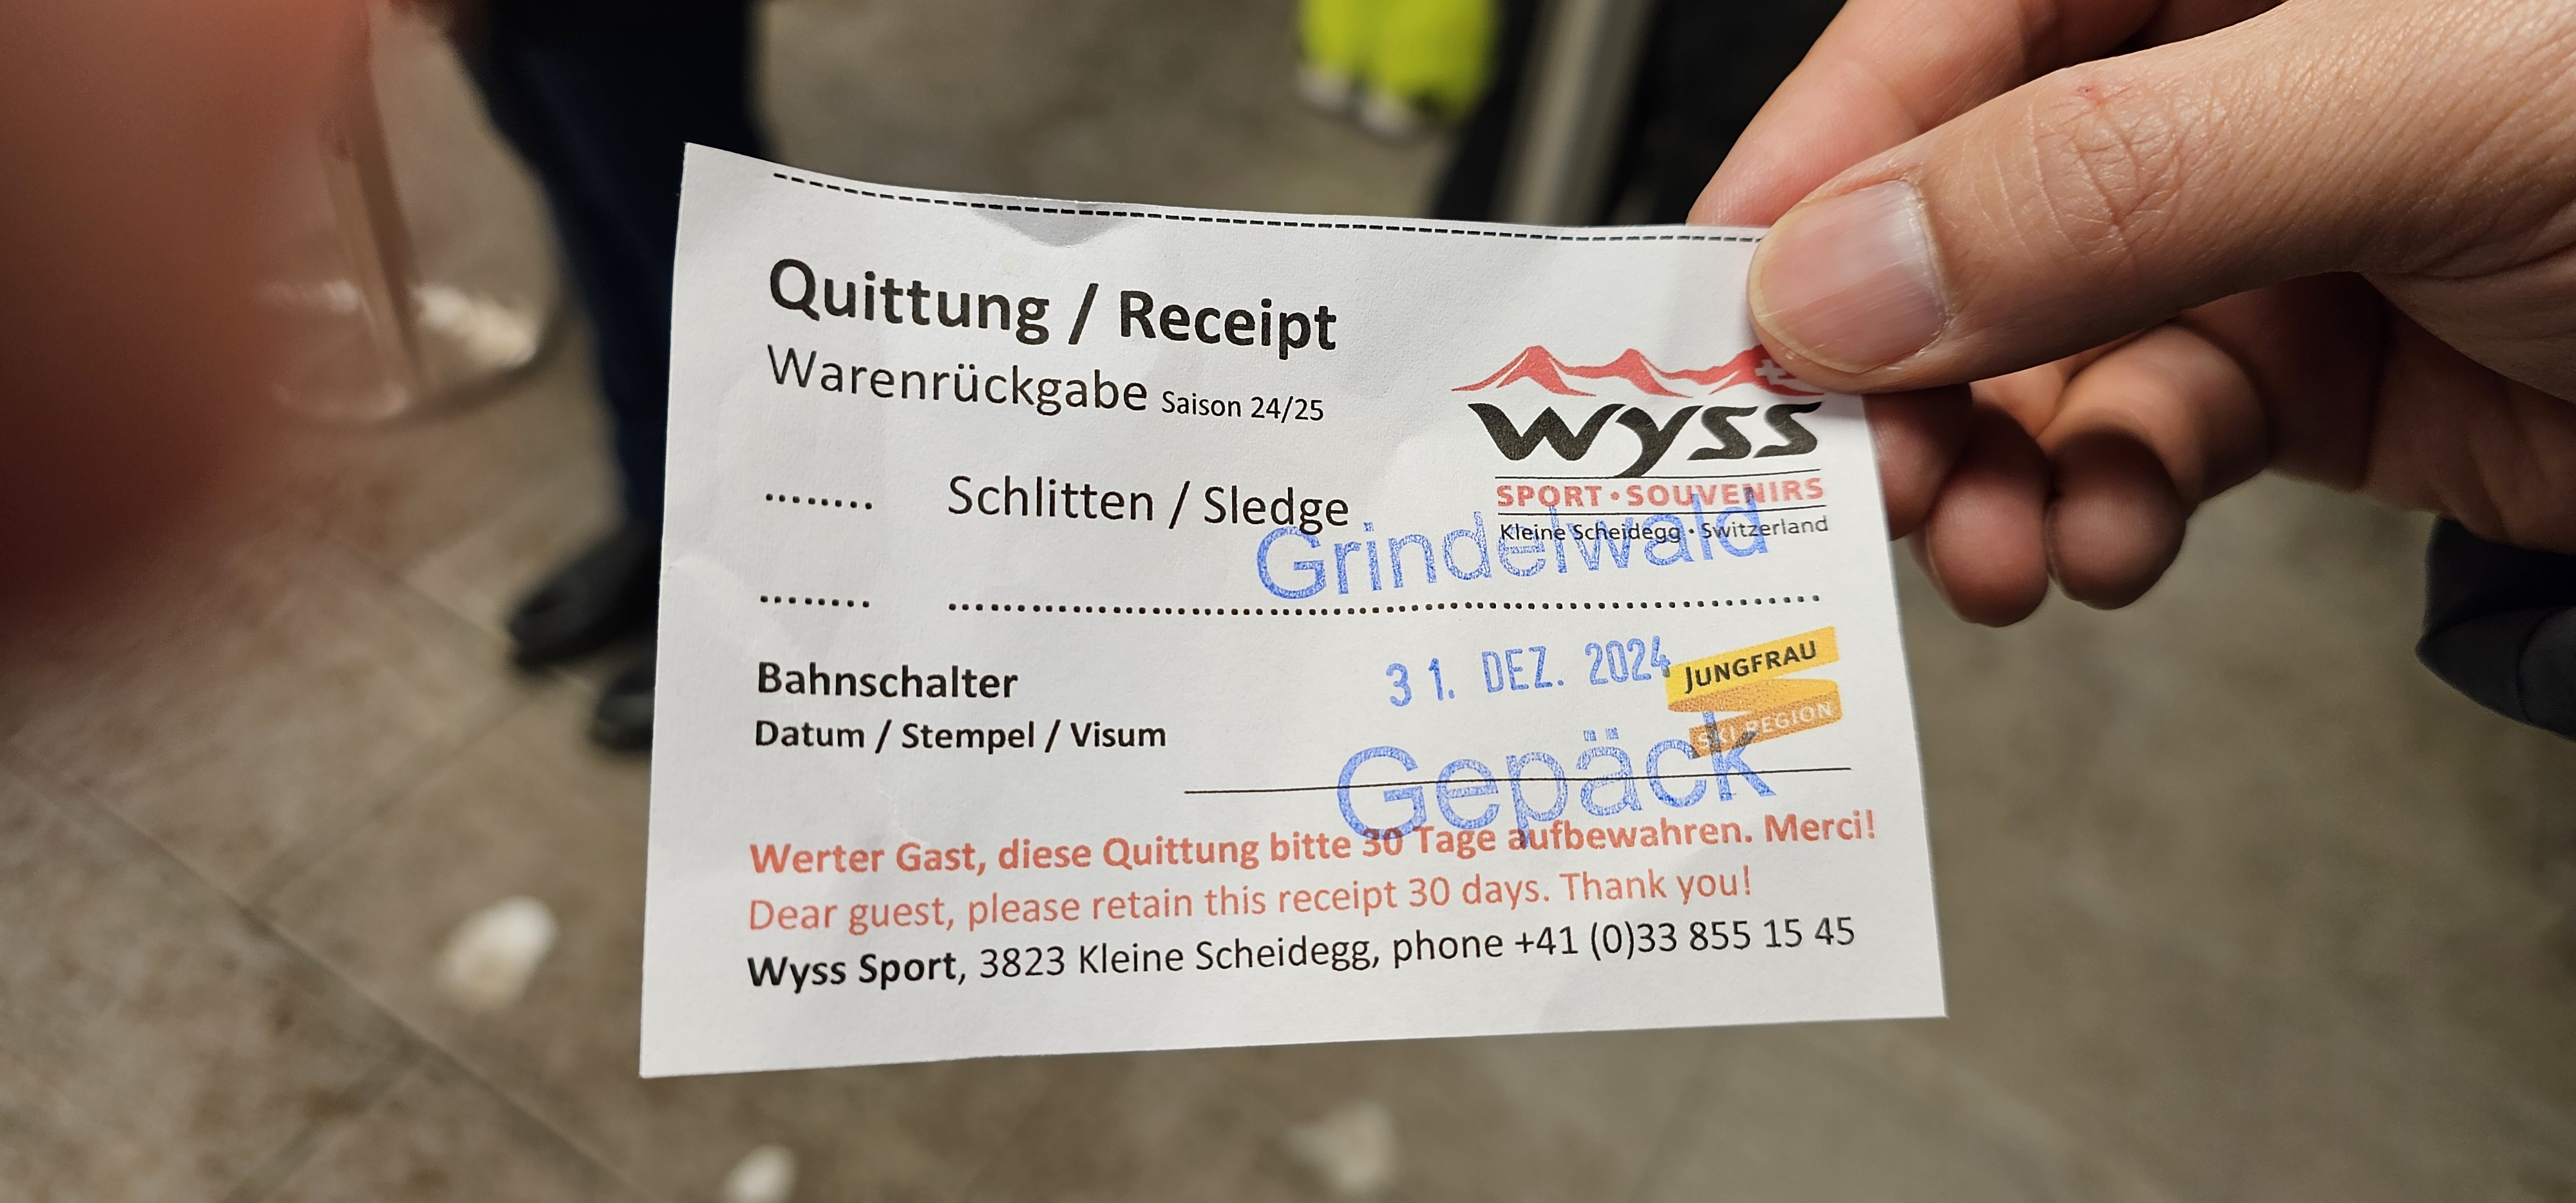 Quittung / Receipt
Warenrückgabe Saison 24/25
wyss
SPORT · SOUVENIRS
Kleine Scheidegg · Switzerland
........ Schlitten / Sledge
Grindelwald
........ ................................................................
Bahnschalter
31. DEZ. 2024
JUNGFRAU
SKI REGION
Datum / Stempel / Visum
Gepäck
Werter Gast, diese Quittung bitte 30 Tage aufbewahren. Merci!
Dear guest, please retain this receipt 30 days. Thank you!
Wyss Sport, 3823 Kleine Scheidegg, phone +41 (0)33 855 15 45